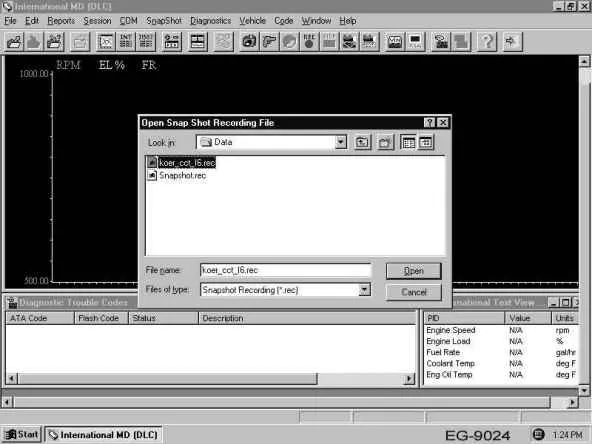 International MD (DLC)
File Edit Reports Session COM SnapShot Diagnostics Vehicle Code Window Help
RPM EL% FR
1000.00
Open Snap Shot Recording File
Look in: Data
koer_cct_I6.rec
Snapshot.rec
File name: koer_cct_I6.rec Open
Files of type: Snapshot Recording (*.rec) Cancel
500.00
Diagnostic Trouble Codes
ATA Code Flash Code Status Description
national Text View
PID Value Units
Engine Speed N/A rpm
Engine Load N/A %
Fuel Rate N/A gal/hr
Coolant Temp N/A deg F
Eng Oil Temp N/A deg F
Start International MD (DLC) EG-9024 1:24 PM